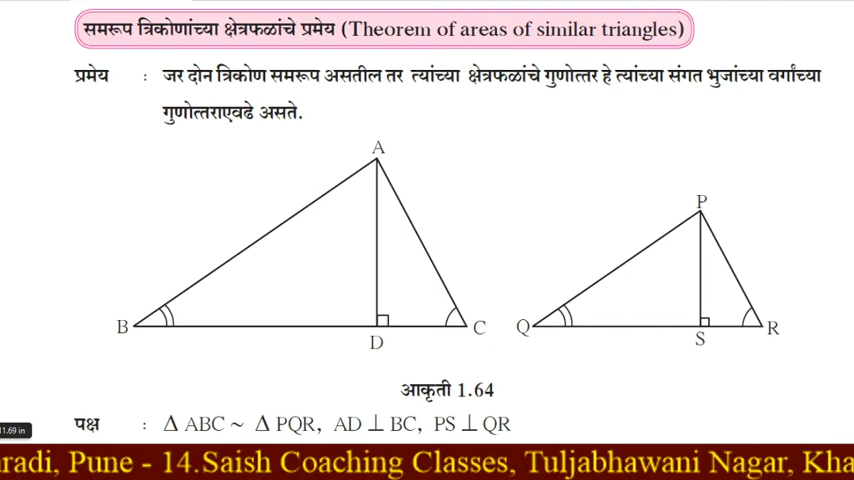 समरूप त्रिकोणांच्या क्षेत्रफळांचे प्रमेय (Theorem of areas of similar triangles)
प्रमेय : जर दोन त्रिकोण समरूप असतील तर त्यांच्या क्षेत्रफळांचे गुणोत्तर हे त्यांच्या संगत भुजांच्या वर्गांच्या
गुणोत्तराएवढे असते.
A
P
B
C
Q
R
D
S
आकृती 1.64
पक्ष : Δ ABC ~ Δ PQR, AD ⊥ BC, PS ⊥ QR
11.69 in
aradi, Pune - 14.Saish Coaching Classes, Tuljabhawani Nagar, Kha